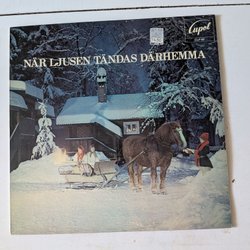 Cupol
NÄR LJUSEN TÄNDAS DÄRHEMMA